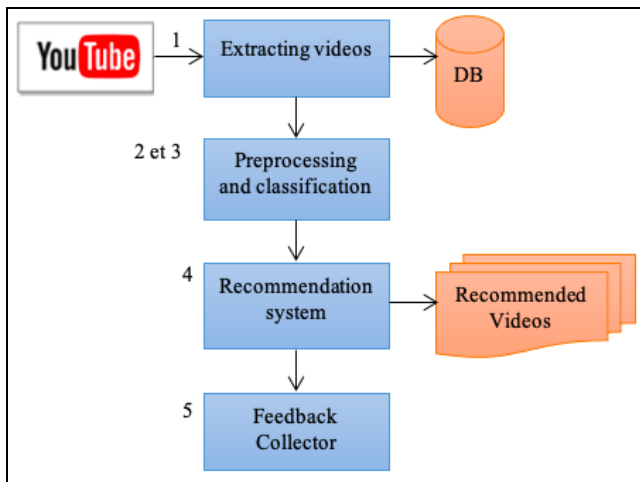 YouTube
1
Extracting videos
DB
2 et 3
Preprocessing
and classification
4
Recommendation
system
Recommended
Videos
5
Feedback
Collector